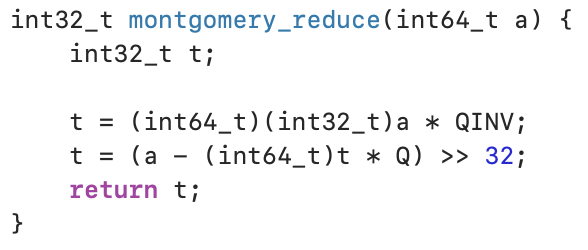 int32_t montgomery_reduce(int64_t a) {
    int32_t t;

    t = (int64_t)(int32_t)a * QINV;
    t = (a - (int64_t)t * Q) >> 32;
    return t;
}